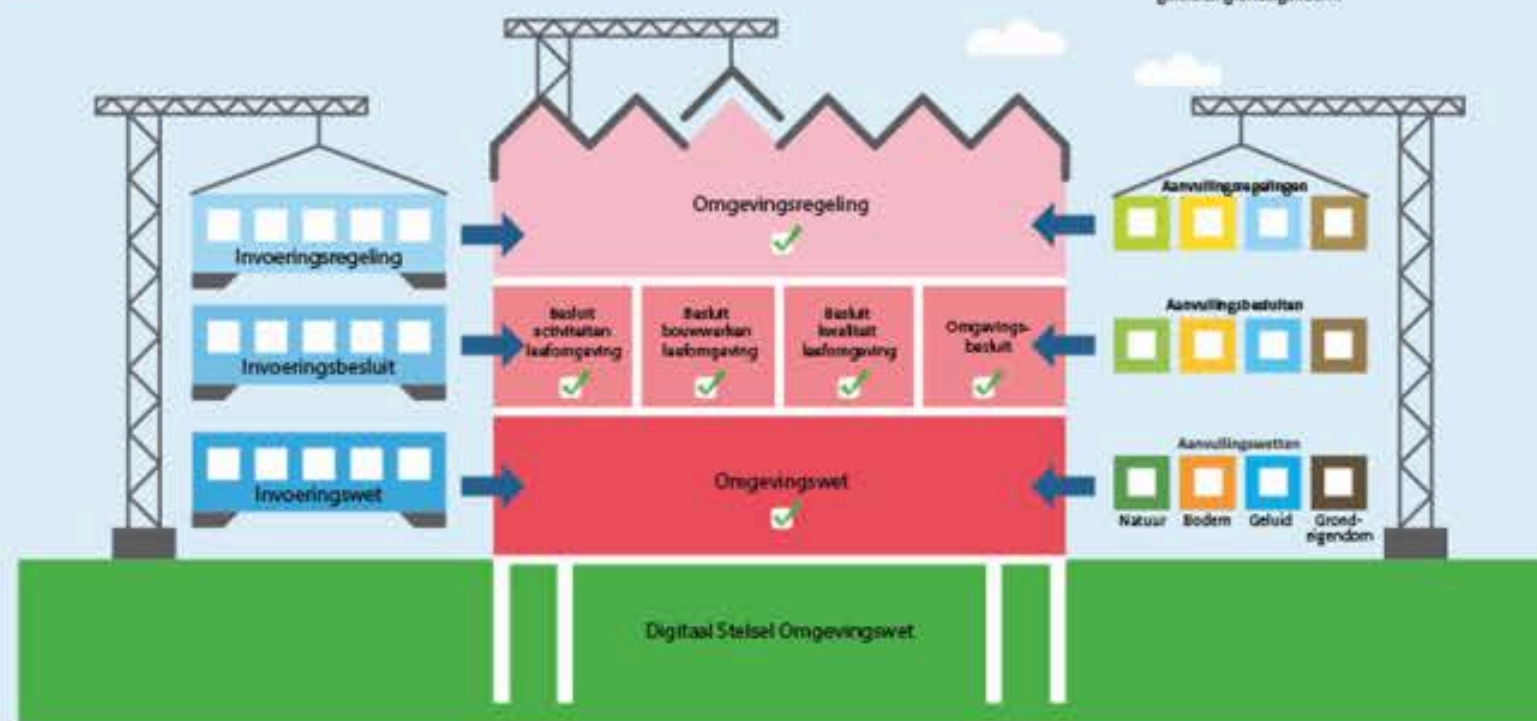 Omgevingsregeling
Invoeringsregeling
Aanvullingsregelingen
Besluit
activiteiten
leefomgeving
Besluit
bouwwerken
leefomgeving
Besluit
kwaliteit
leefomgeving
Omgevings-
besluit
Invoeringsbesluit
Aanvullingsbesluiten
Omgevingswet
Invoeringswet
Aanvullingswetten
Natuur
Bodem
Geluid
Grond-
eigendom
Digitaal Stelsel Omgevingswet